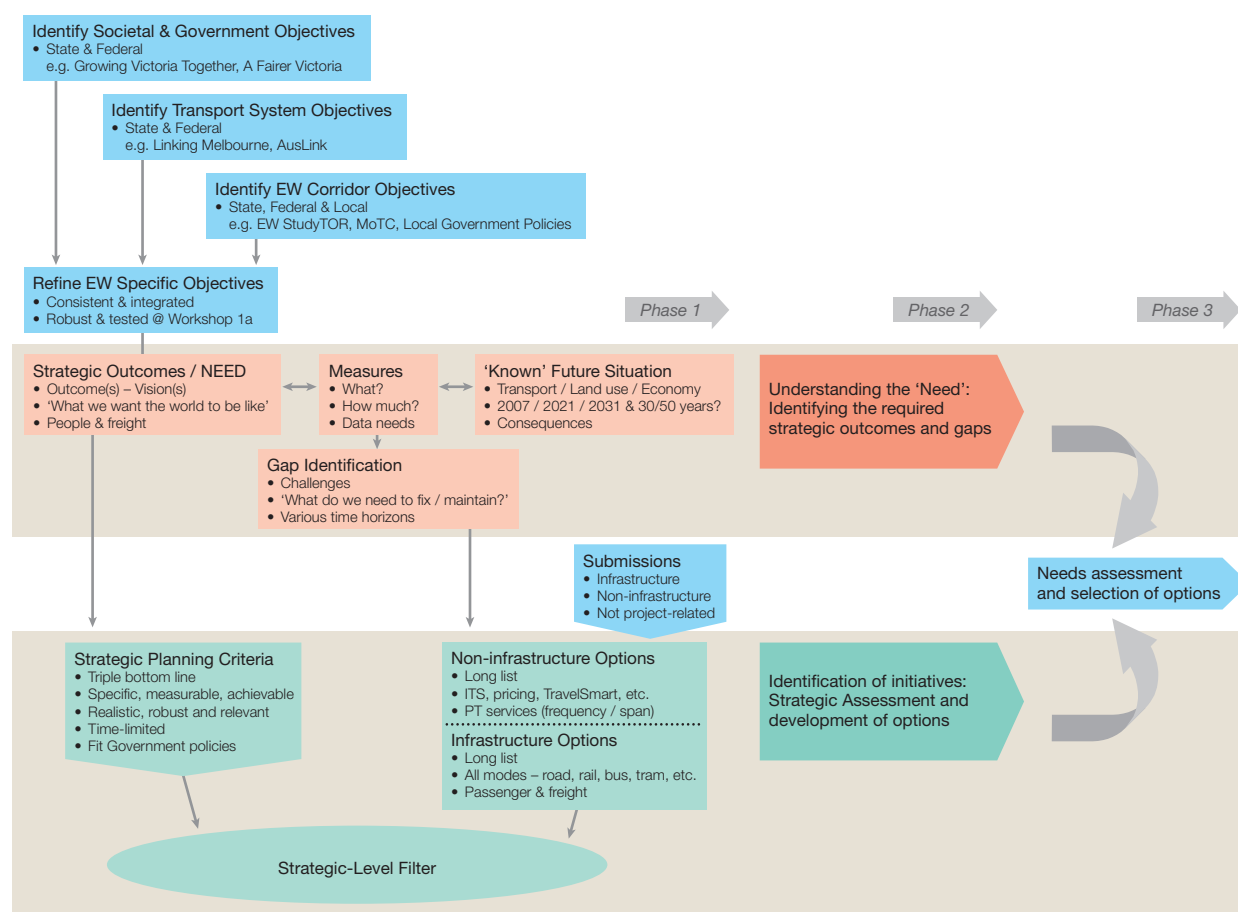 Identify Societal & Government Objectives
• State & Federal
e.g. Growing Victoria Together, A Fairer Victoria
Identify Transport System Objectives
• State & Federal
e.g. Linking Melbourne, AusLink
Identify EW Corridor Objectives
• State, Federal & Local
e.g. EW StudyTOR, MoTC, Local Government Policies
Refine EW Specific Objectives
• Consistent & integrated
• Robust & tested @ Workshop 1a
Phase 1
Phase 2
Phase 3
Strategic Outcomes / NEED
• Outcome(s) – Vision(s)
• ‘What we want the world to be like’
• People & freight
Measures
• What?
• How much?
• Data needs
‘Known’ Future Situation
• Transport / Land use / Economy
• 2007 / 2021 / 2031 & 30/50 years?
• Consequences
Understanding the ‘Need’:
Identifying the required
strategic outcomes and gaps
Gap Identification
• Challenges
• ‘What do we need to fix / maintain?’
• Various time horizons
Submissions
• Infrastructure
• Non-infrastructure
• Not project-related
Needs assessment
and selection of options
Strategic Planning Criteria
• Triple bottom line
• Specific, measurable, achievable
• Realistic, robust and relevant
• Time-limited
• Fit Government policies
Non-infrastructure Options
• Long list
• ITS, pricing, TravelSmart, etc.
• PT services (frequency / span)
Infrastructure Options
• Long list
• All modes – road, rail, bus, tram, etc.
• Passenger & freight
Identification of initiatives:
Strategic Assessment and
development of options
Strategic-Level Filter